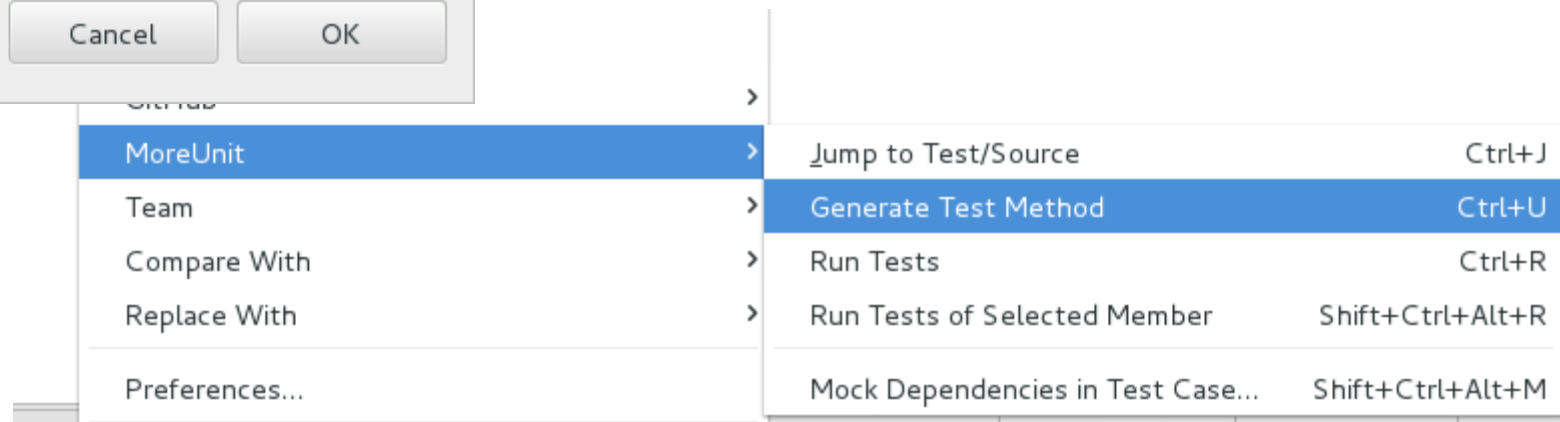 Cancel OK
MoreUnit
Jump to Test/Source Ctrl+J
Team
Generate Test Method Ctrl+U
Compare With
Run Tests Ctrl+R
Replace With
Run Tests of Selected Member Shift+Ctrl+Alt+R
Preferences...
Mock Dependencies in Test Case... Shift+Ctrl+Alt+M